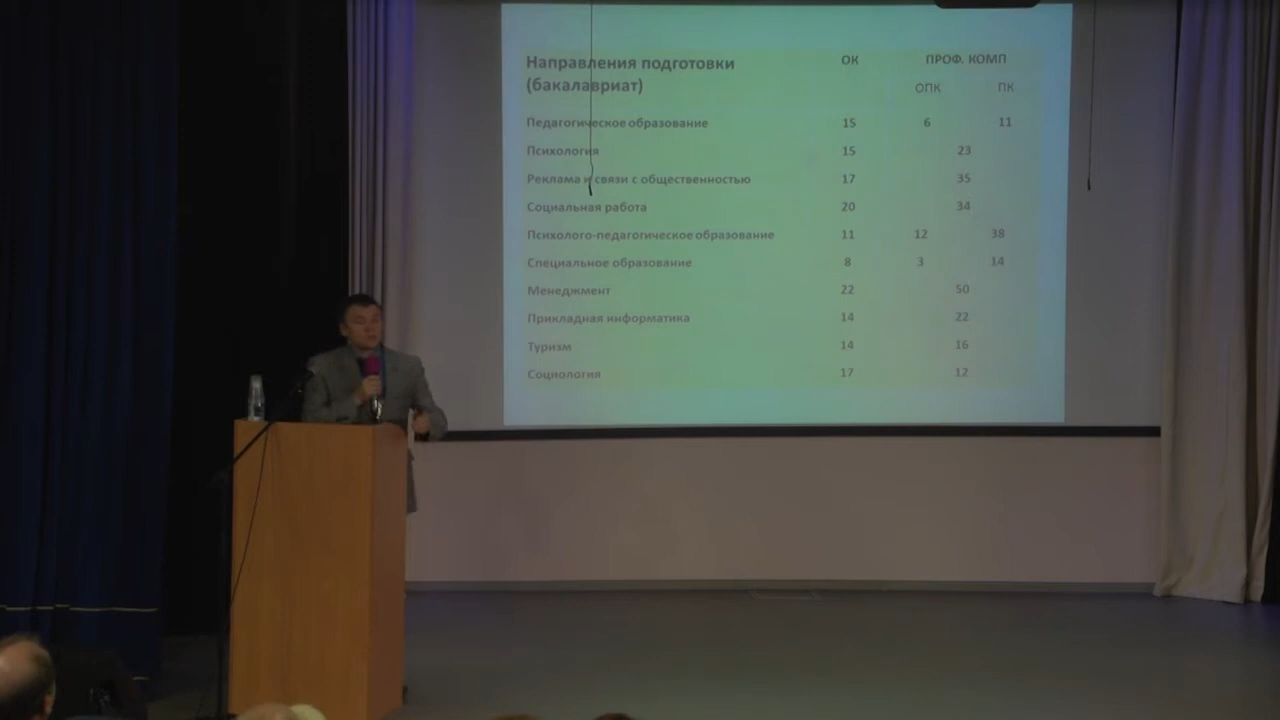 Направления подготовки ОК ПРОФ. КОМП
(бакалавриат) ОПК ПК
Педагогическое образование 15 6 11
Психология 15 23
Реклама и связи с общественностью 17 35
Социальная работа 20 34
Психолого-педагогическое образование 11 12 38
Специальное образование 8 3 14
Менеджмент 22 50
Прикладная информатика 14 22
Туризм 14 16
Социология 17 12